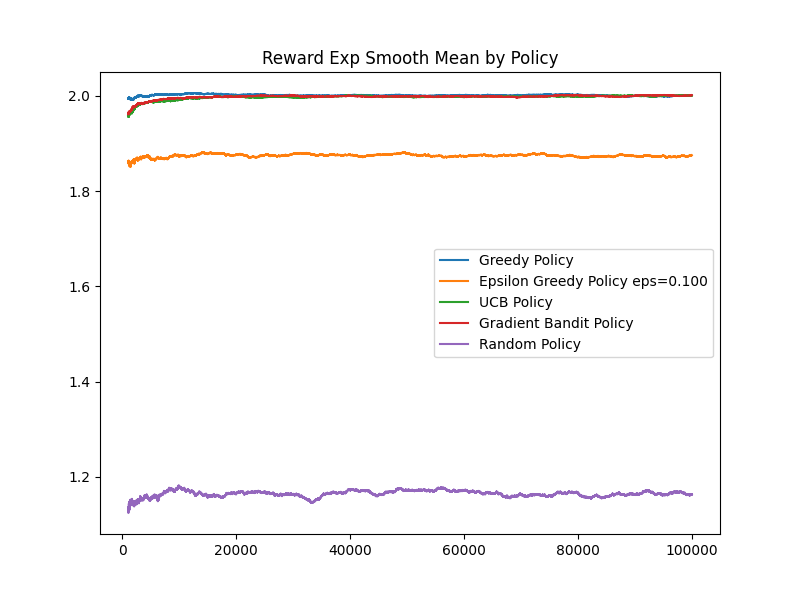 Reward Exp Smooth Mean by Policy
2.0
1.8
1.6
1.4
1.2
Greedy Policy
Epsilon Greedy Policy eps=0.100
UCB Policy
Gradient Bandit Policy
Random Policy
0
20000
40000
60000
80000
100000